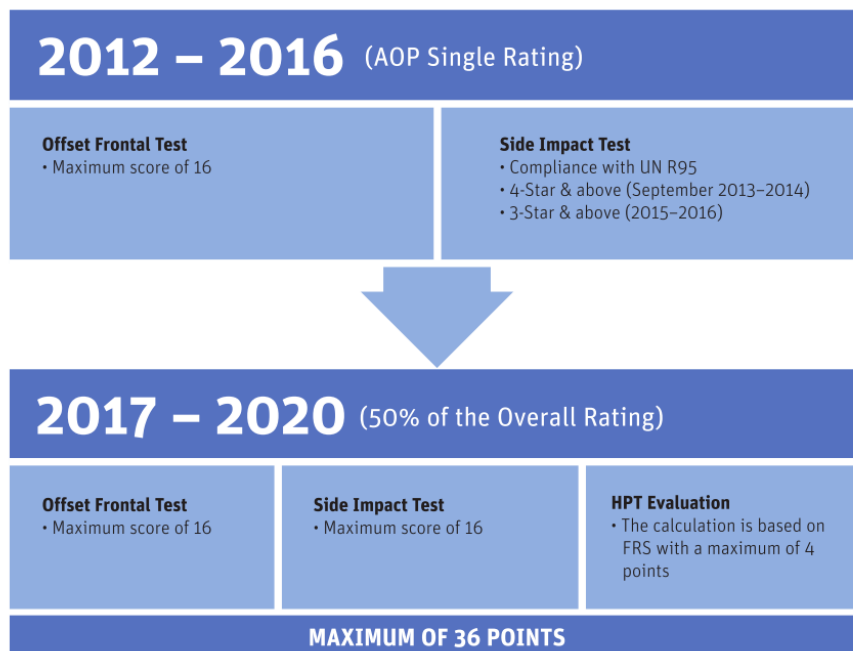 2012 – 2016 (AOP Single Rating)
Offset Frontal Test
• Maximum score of 16
Side Impact Test
• Compliance with UN R95
• 4-Star & above (September 2013–2014)
• 3-Star & above (2015–2016)
2017 – 2020 (50% of the Overall Rating)
Offset Frontal Test
• Maximum score of 16
Side Impact Test
• Maximum score of 16
HPT Evaluation
• The calculation is based on
FRS with a maximum of 4
points
MAXIMUM OF 36 POINTS